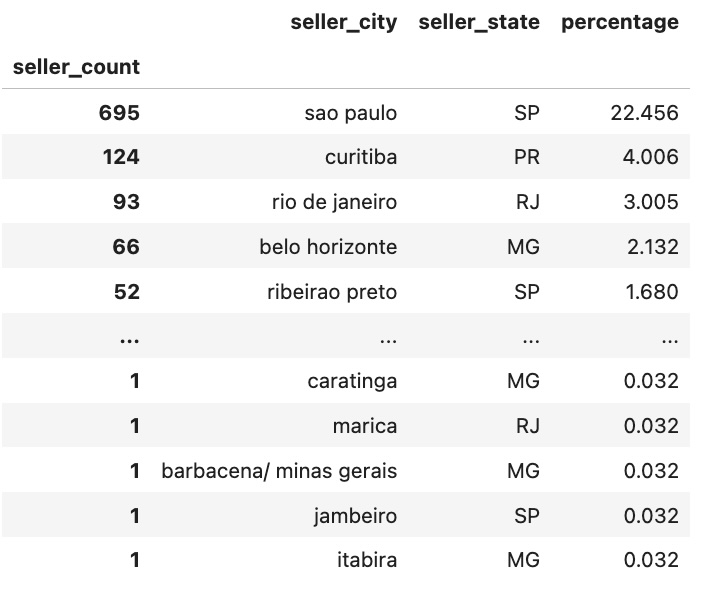 seller_city seller_state percentage
seller_count
695 sao paulo SP 22.456
124 curitiba PR 4.006
93 rio de janeiro RJ 3.005
66 belo horizonte MG 2.132
52 ribeirao preto SP 1.680
... ... ... ...
1 caratinga MG 0.032
1 marica RJ 0.032
1 barbacena/ minas gerais MG 0.032
1 jambeiro SP 0.032
1 itabira MG 0.032